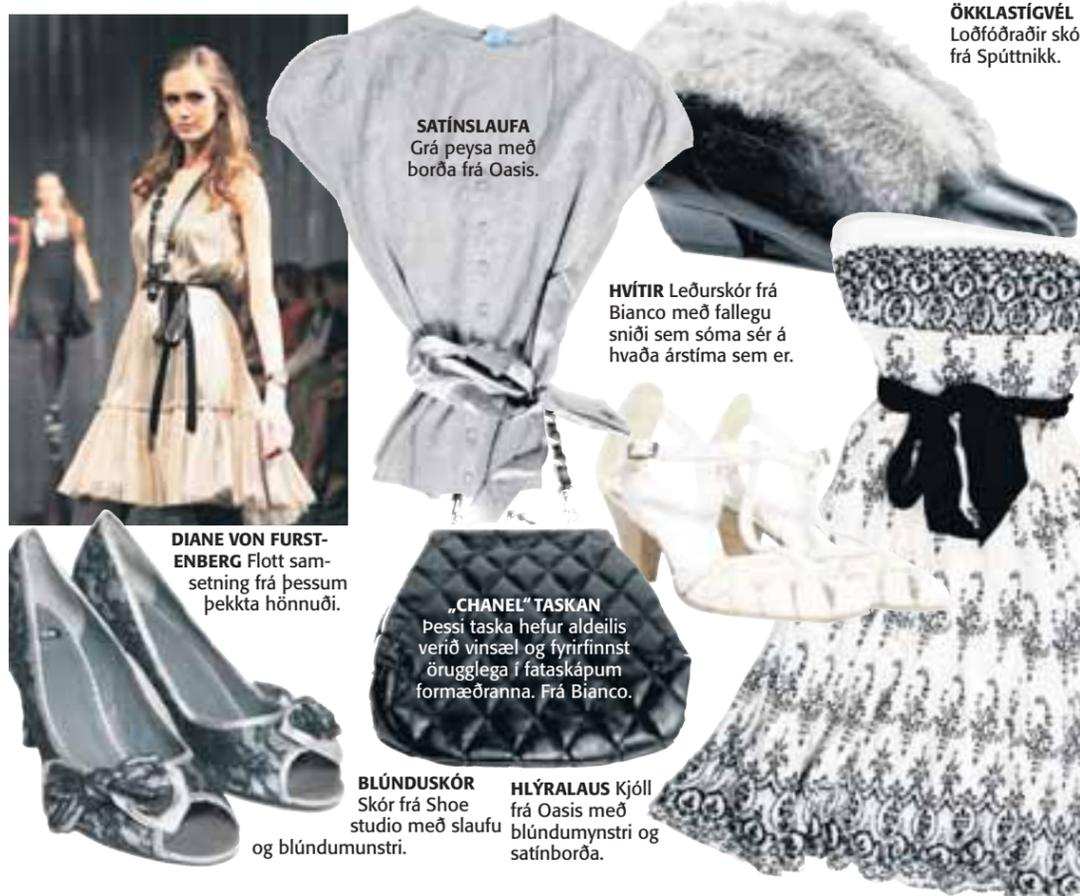 ÖKKLASTÍGVÉL
Loðfóðraðir skó
frá Spúttnikk.
SATÍNSLAUFA
Grá peysa með
borða frá Oasis.
HVÍTIR Leðurskór frá
Bianco með fallegu
sniði sem sóma sér á
hvaða árstíma sem er.
DIANE VON FURST-
ENBERG Flott sam-
setning frá þessum
þekkta hönnuði.
„CHANEL“ TASKAN
Þessi taska hefur aldeilis
verið vinsæl og fyrirfinnst
örugglega í fataskápum
formæðranna. Frá Bianco.
BLÚNDUSKÓR
Skór frá Shoe
studio með slaufu
og blúndumunstri.
HLÝRALAUS Kjóll
frá Oasis með
blúndumynstri og
satínborða.